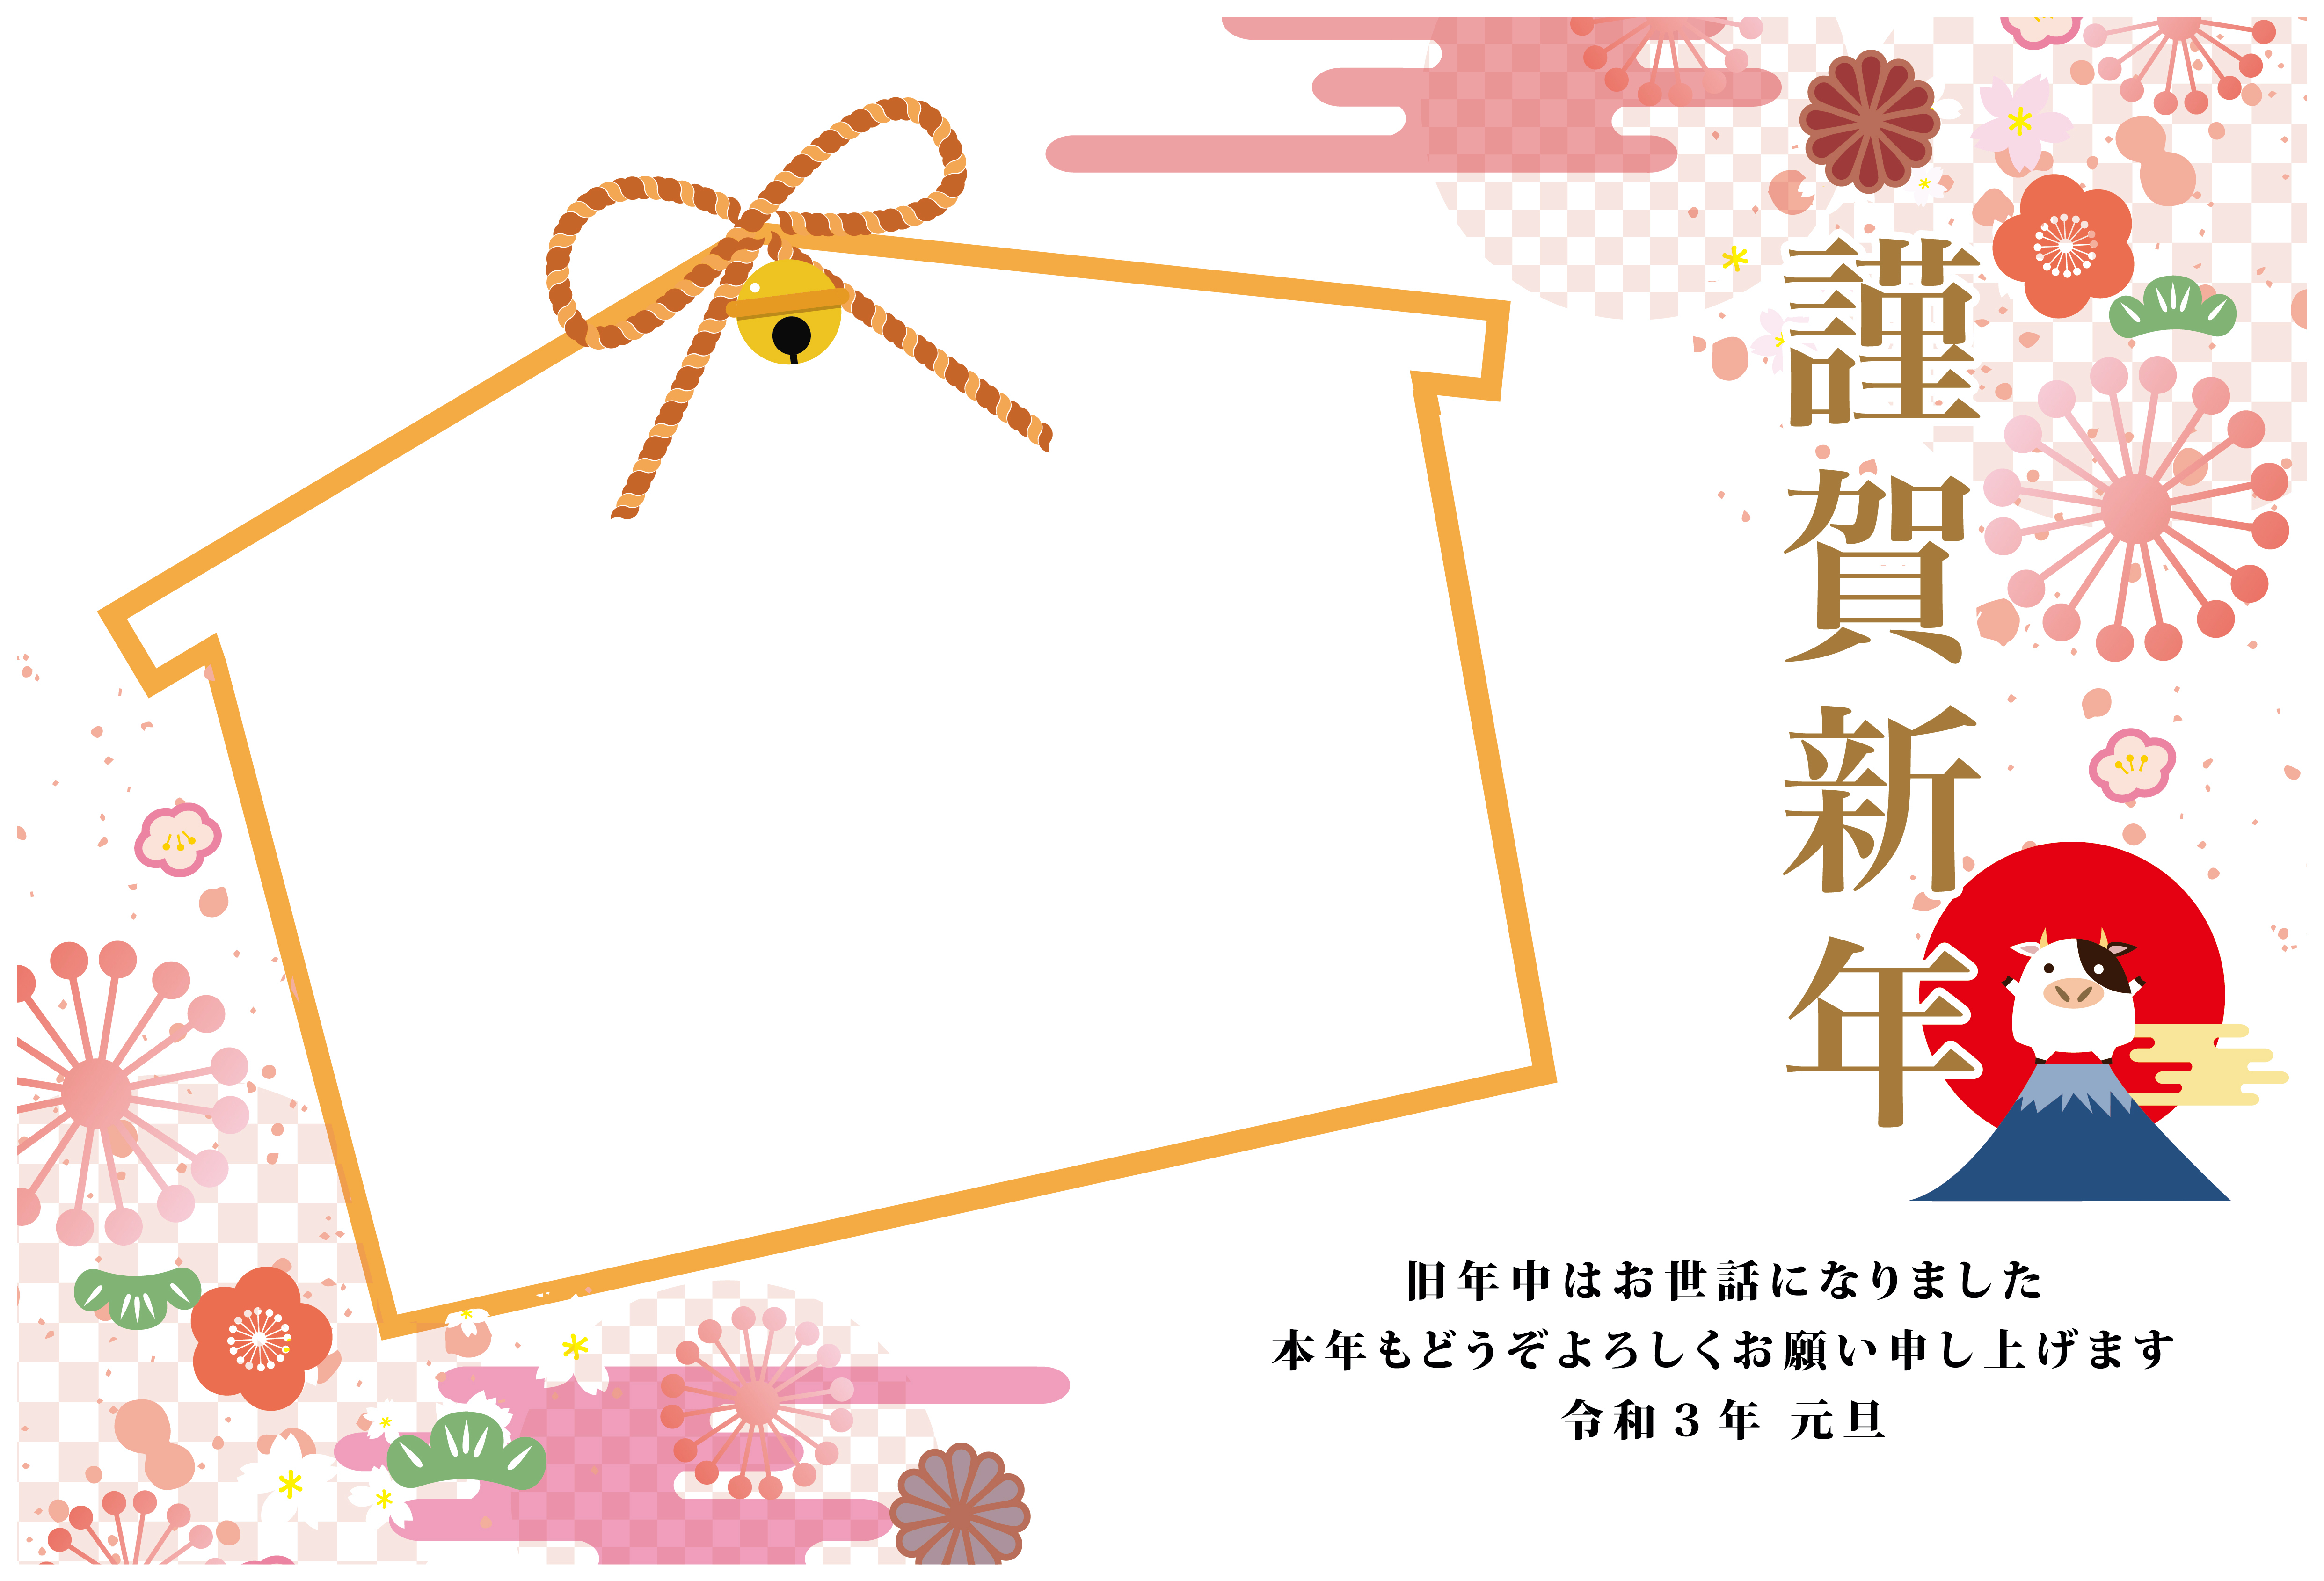 謹賀新年
旧年中はお世話になりました
本年もどうぞよろしくお願い申し上げます
令和3年 元旦